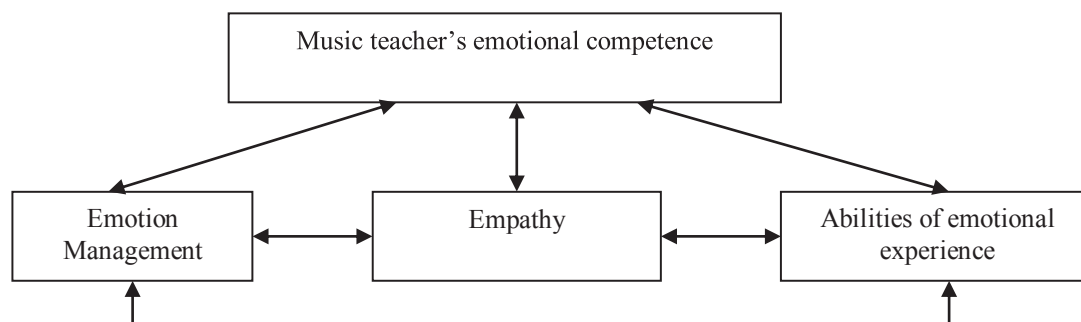 Music teacher’s emotional competence
Emotion
Management
Empathy
Abilities of emotional
experience